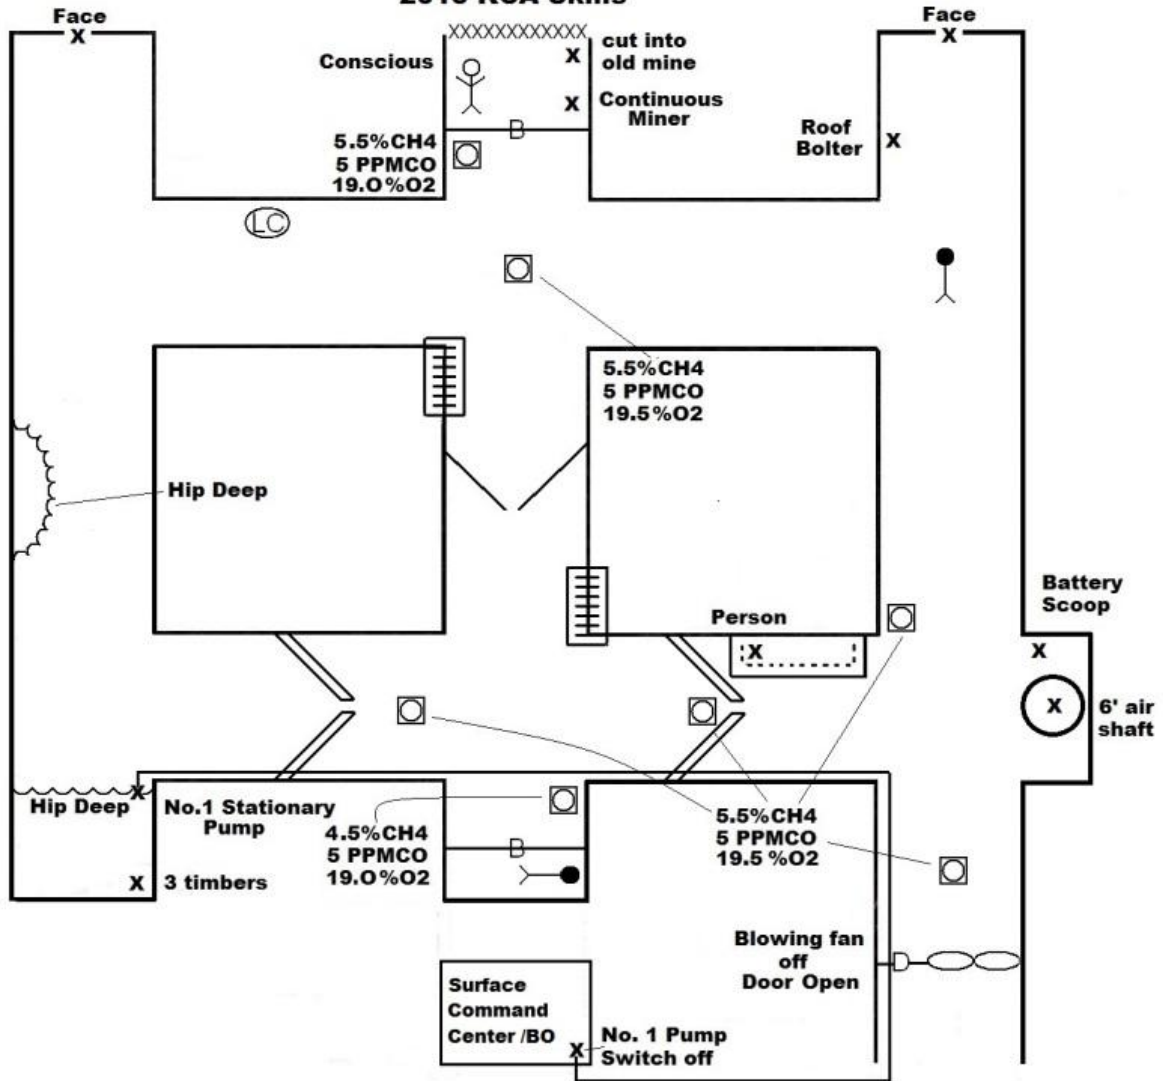 Face
Face
Conscious
XXXXXXXXXXX
X
X
X
cut into
old mine
X
Continuous
Miner
B
Roof
Bolter
X
5.5%CH4
5 PPMCO
19.O%O2
LC
5.5%CH4
5 PPMCO
19.5%O2
Hip Deep
Person
X
Battery
Scoop
X
X
6' air
shaft
Hip Deep
X
No.1 Stationary
Pump
4.5%CH4
5 PPMCO
19.O%O2
B
5.5%CH4
5 PPMCO
19.5%O2
X
3 timbers
Blowing fan
off
Door Open
D
Surface
Command
Center /BO
X
No. 1 Pump
Switch off